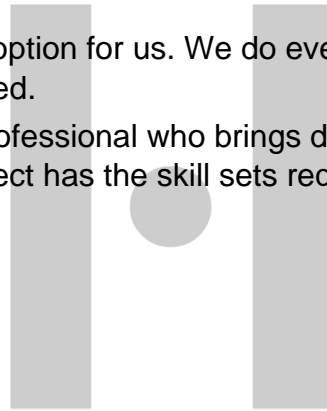 option for us. We do eve
ed.
ofessional who brings d
ect has the skill sets rec